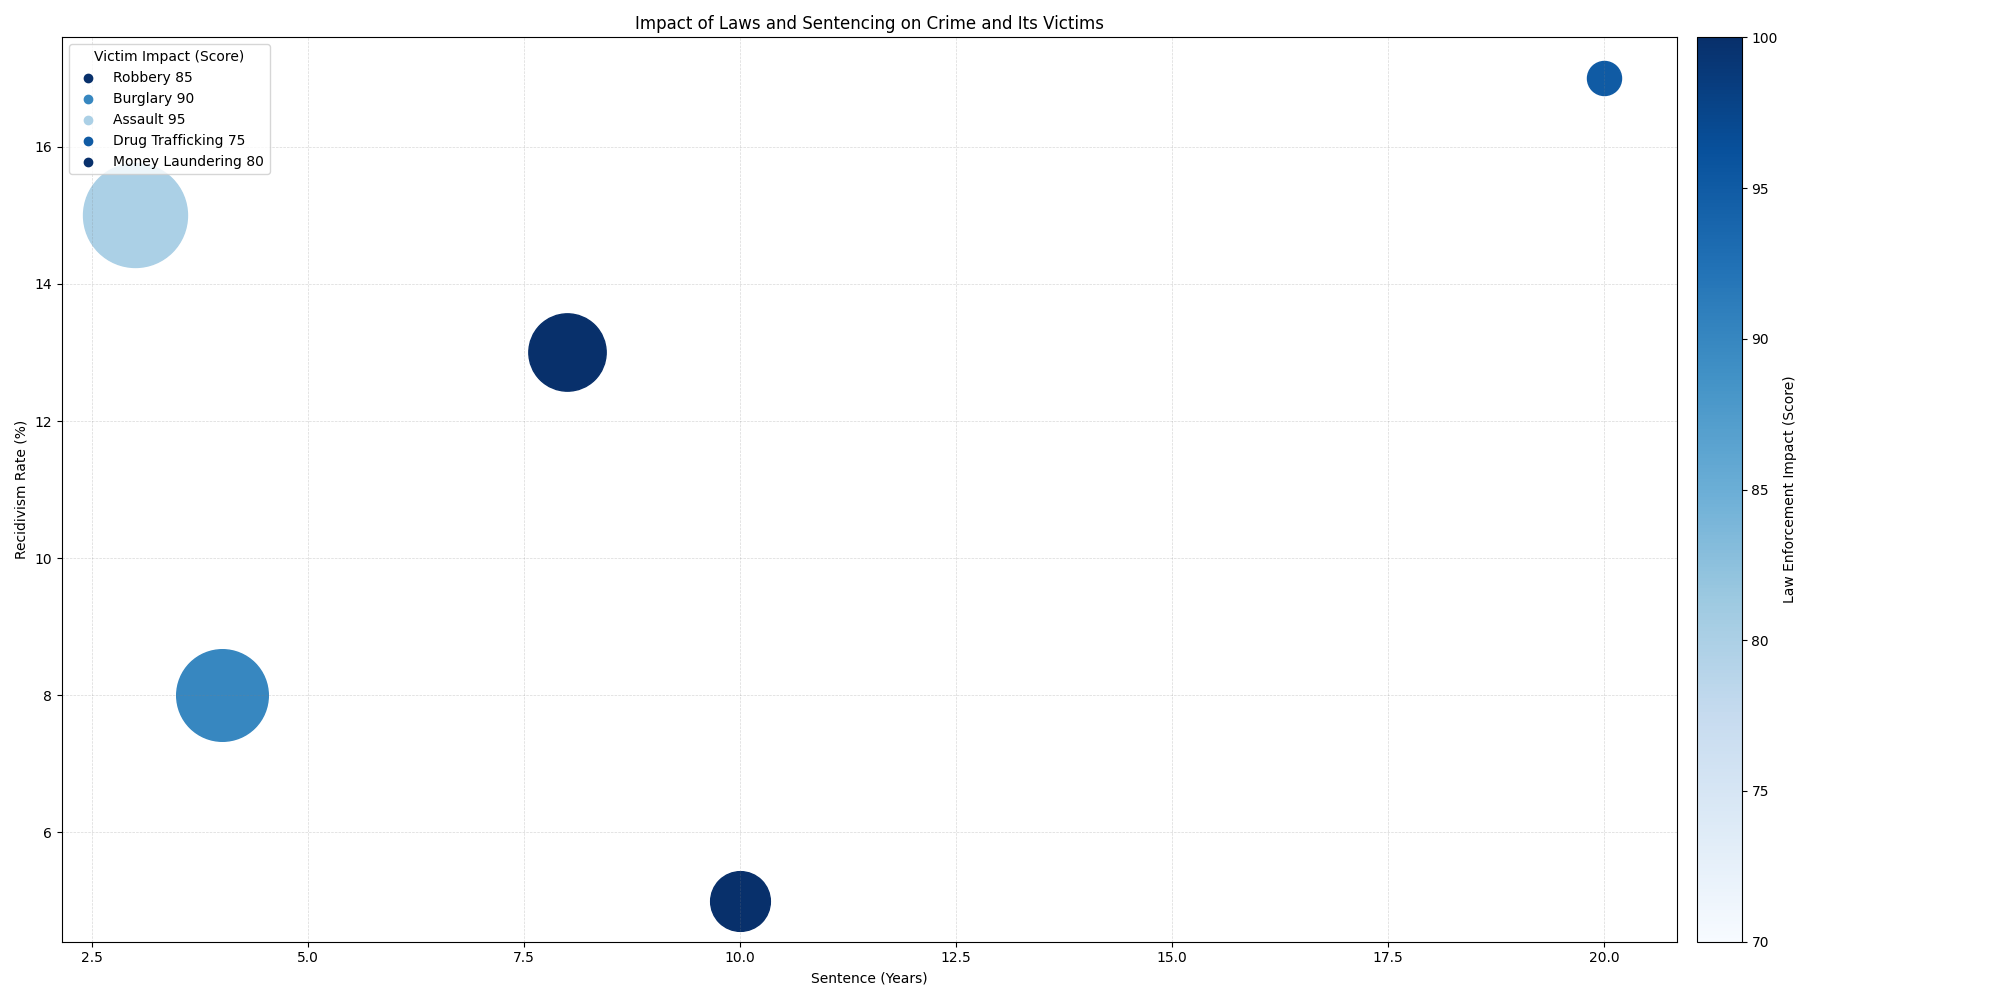 Impact of Laws and Sentencing on Crime and Its Victims
Victim Impact (Score)
Robbery 85
Burglary 90
Assault 95
Drug Trafficking 75
Money Laundering 80
16
14
12
10
8
6
Recidivism Rate (%)
2.5
5.0
7.5
10.0
12.5
15.0
17.5
20.0
Sentence (Years)
100
95
90
85
80
75
70
Law Enforcement Impact (Score)